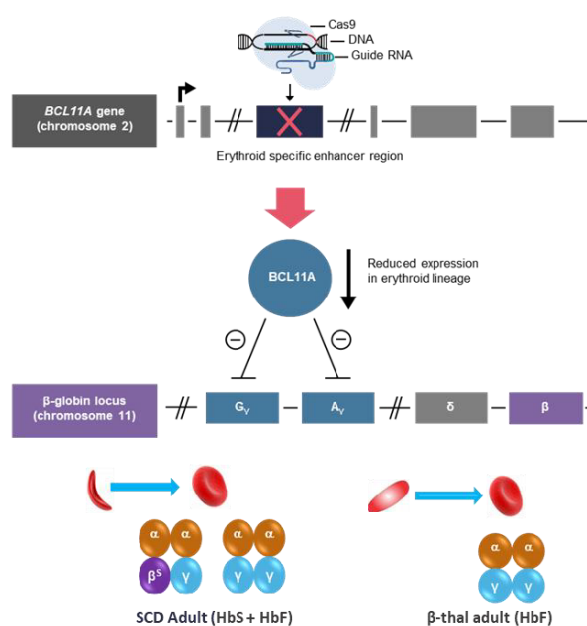 Cas9
DNA
Guide RNA
BCL11A gene
(chromosome 2)
Erythroid specific enhancer region
BCL11A
Reduced expression
in erythroid lineage
− −
β-globin locus
(chromosome 11)
Gγ Aγ δ β
α α α α α α
βS γ γ γ γ γ
SCD Adult (HbS + HbF) β-thal adult (HbF)